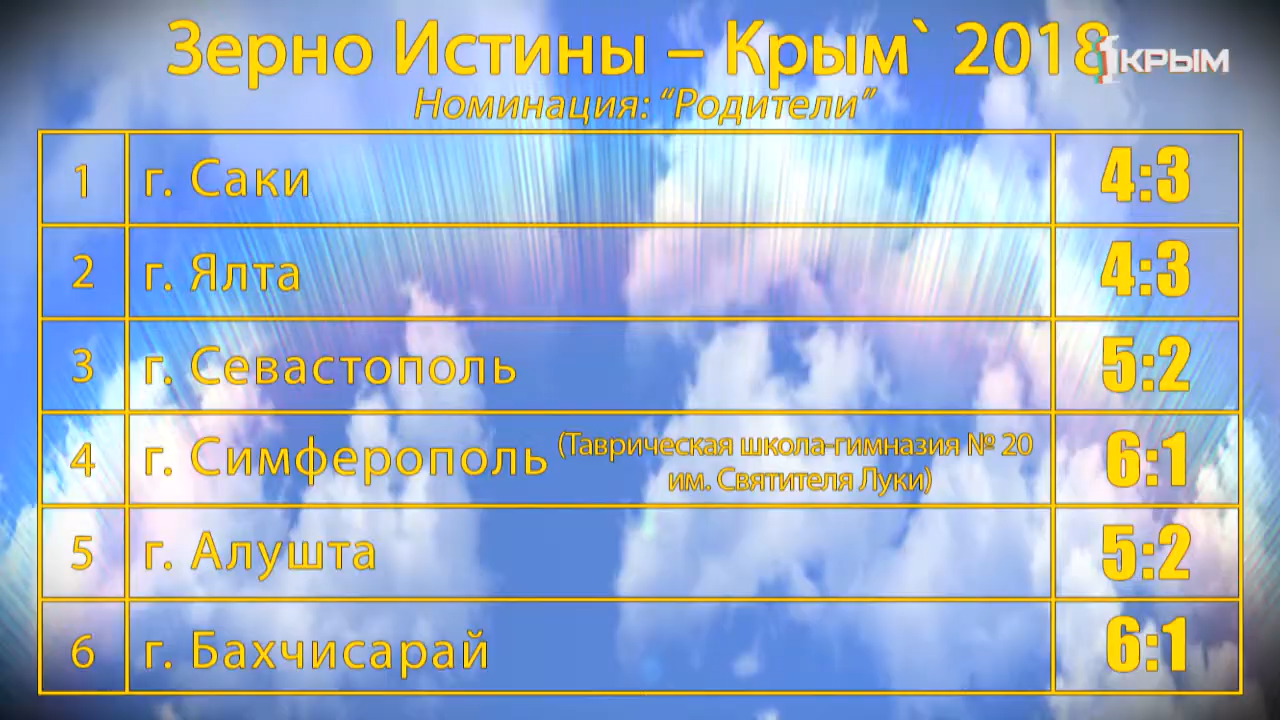 Зерно Истины – Крым` 2018
1КРЫМ
Номинация: “Родители”
1 г. Саки 4:3
2 г. Ялта 4:3
3 г. Севастополь 5:2
4 г. Симферополь (Таврическая школа-гимназия № 20
им. Святителя Луки) 6:1
5 г. Алушта 5:2
6 г. Бахчисарай 6:1